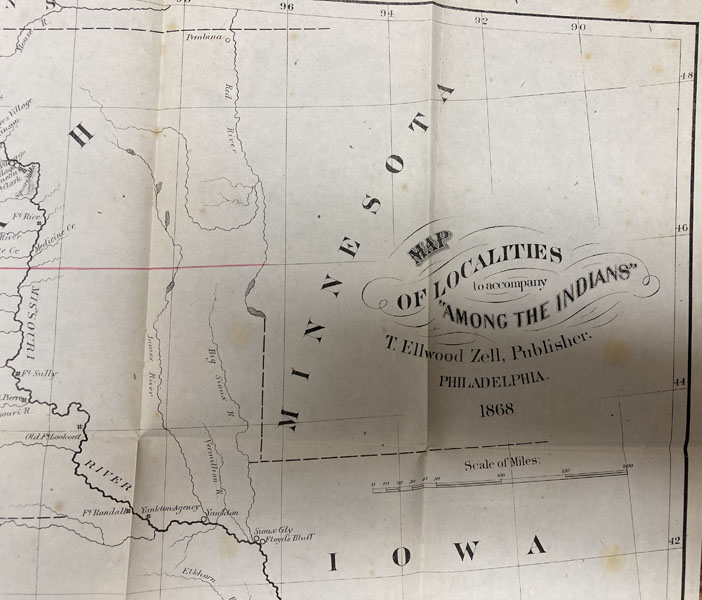 96
94
92
90
Pembina
48
Red River
H
MINNESOTA
Ft. Rice
Medicine Cr.
46
MAP
OF LOCALITIES
to accompany
"AMONG THE INDIANS"
T. Ellwood Zell, Publisher.
PHILADELPHIA.
1868
MISSOURI
James River
Big Sioux R.
Ft. Sully
44
Old Ft. Lookout
Vermillion R.
Scale of Miles:
RIVER
Ft. Randall
Yankton Agency
Yankton
Sioux City
Floyd's Bluff
IOWA
42
Elkhorn